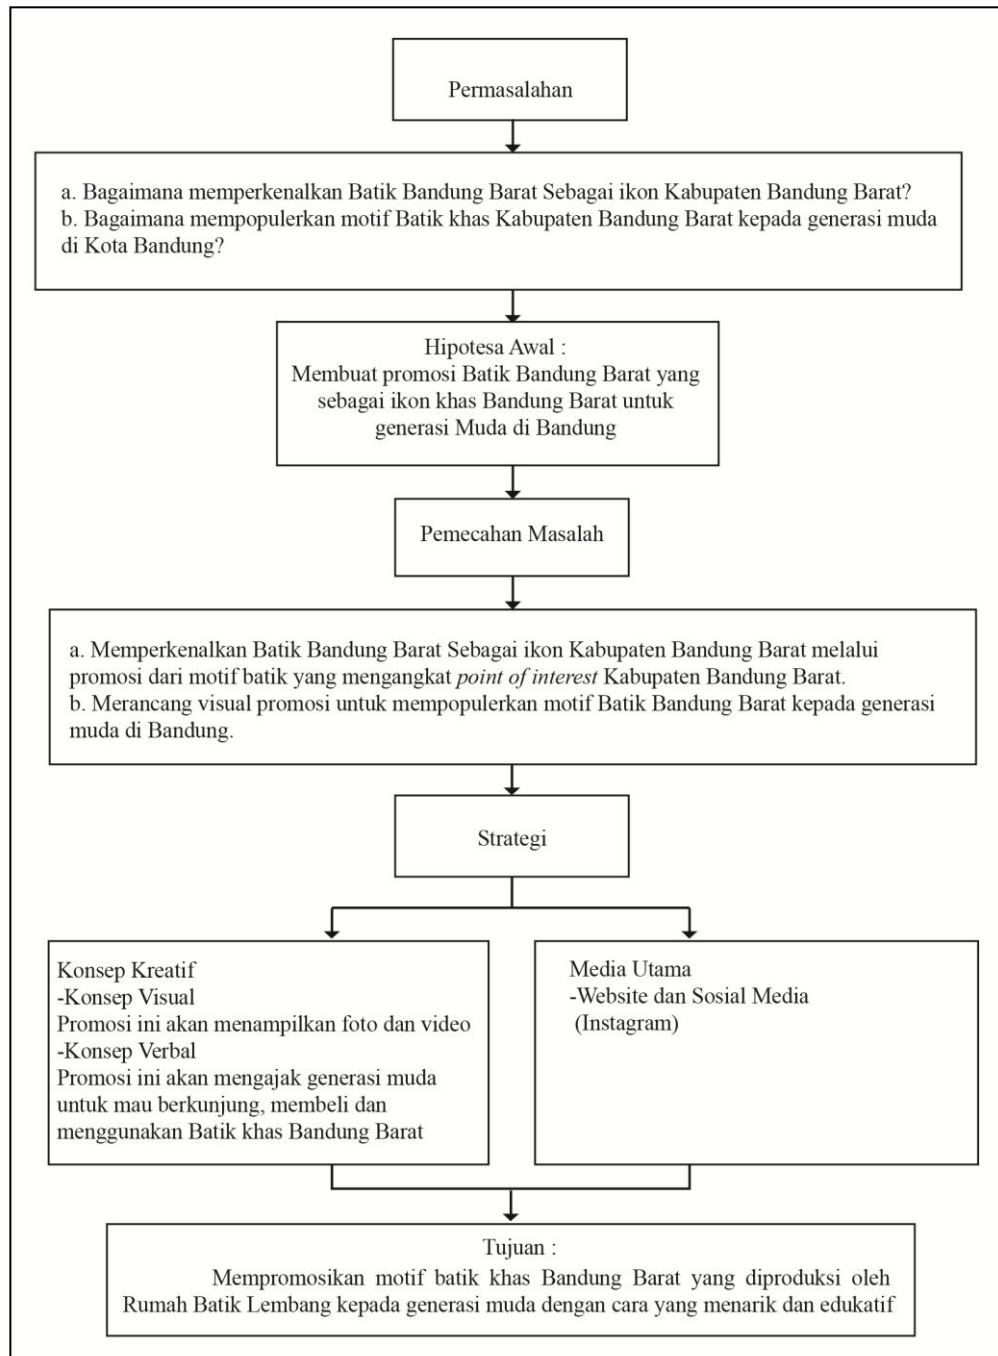 Permasalahan
a. Bagaimana memperkenalkan Batik Bandung Barat Sebagai ikon Kabupaten Bandung Barat?
b. Bagaimana mempopulerkan motif Batik khas Kabupaten Bandung Barat kepada generasi muda
di Kota Bandung?
Hipotesa Awal :
Membuat promosi Batik Bandung Barat yang
sebagai ikon khas Bandung Barat untuk
generasi Muda di Bandung
Pemecahan Masalah
a. Memperkenalkan Batik Bandung Barat Sebagai ikon Kabupaten Bandung Barat melalui
promosi dari motif batik yang mengangkat point of interest Kabupaten Bandung Barat.
b. Merancang visual promosi untuk mempopulerkan motif Batik Bandung Barat kepada generasi
muda di Bandung.
Strategi
Konsep Kreatif
-Konsep Visual
Promosi ini akan menampilkan foto dan video
-Konsep Verbal
Promosi ini akan mengajak generasi muda
untuk mau berkunjung, membeli dan
menggunakan Batik khas Bandung Barat
Media Utama
-Website dan Sosial Media
(Instagram)
Tujuan :
Mempromosikan motif batik khas Bandung Barat yang diproduksi oleh
Rumah Batik Lembang kepada generasi muda dengan cara yang menarik dan edukatif